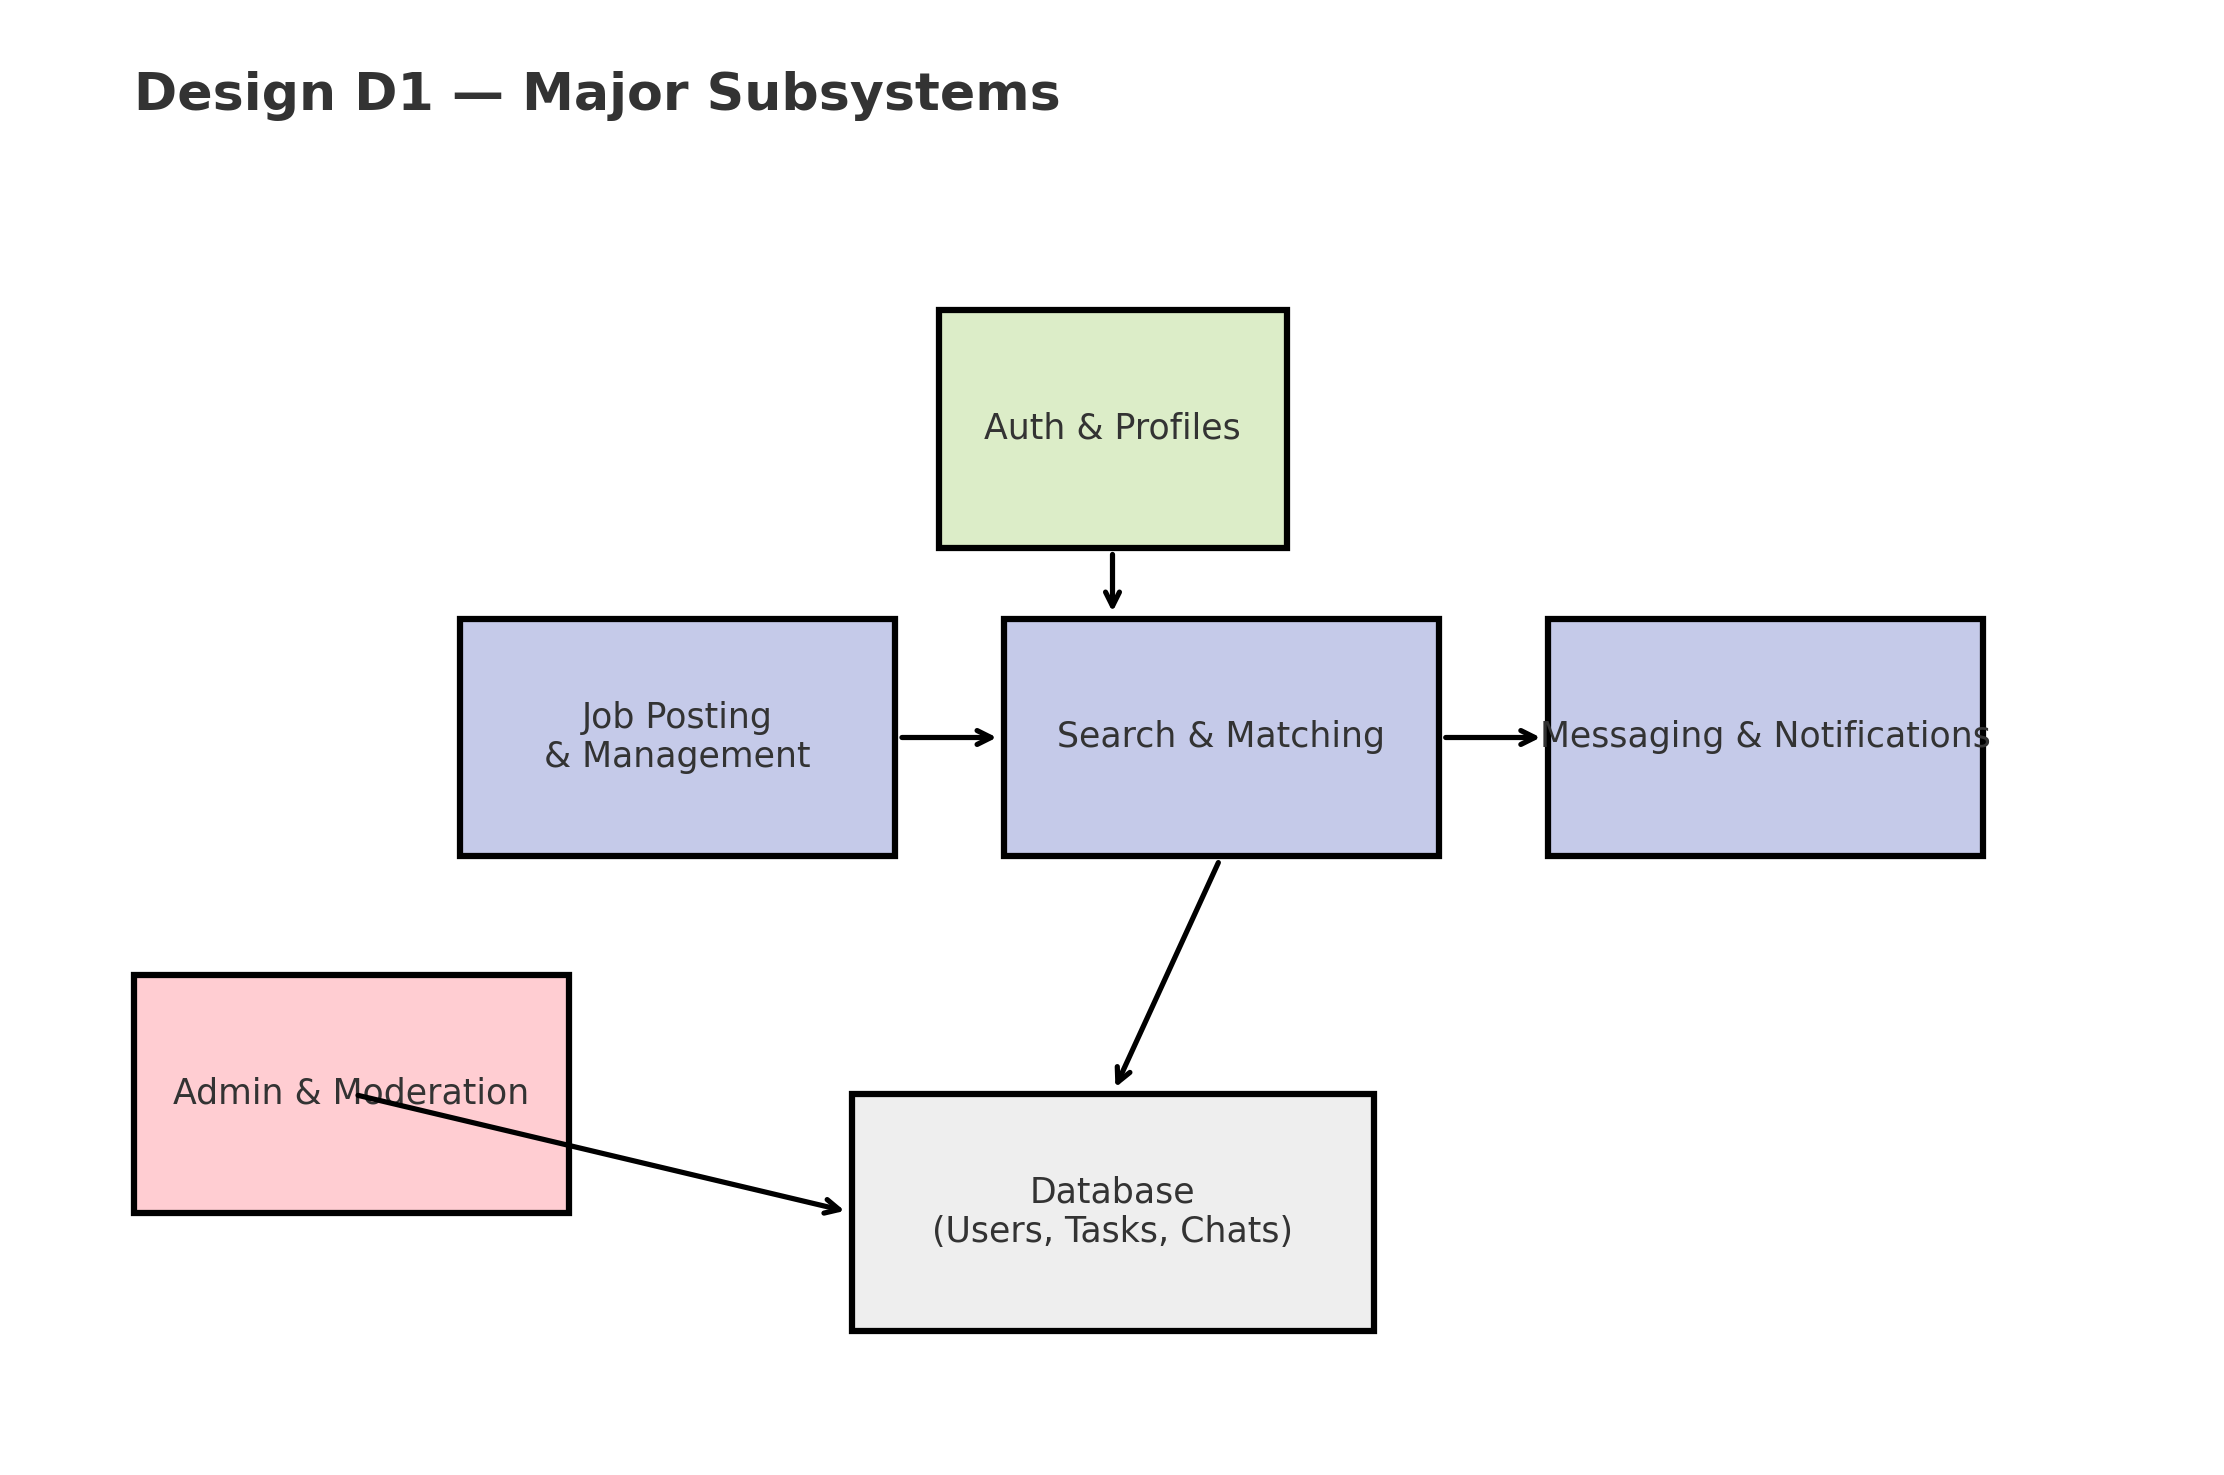 Design D1 — Major Subsystems
Auth & Profiles
Job Posting
& Management
Search & Matching
Messaging & Notifications
Admin & Moderation
Database
(Users, Tasks, Chats)